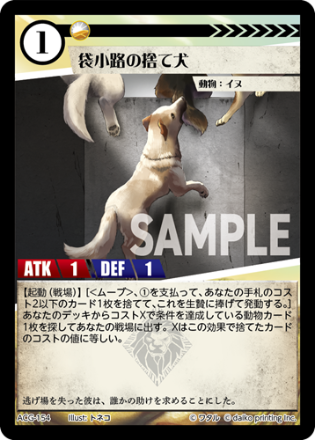 1
袋小路の捨て犬
動物:イヌ
SAMPLE
ATK 1 DEF 1
【起動（戦場）】[<ムーブ>、①を支払って、あなたの手札のコス
ト2以下のカード1枚を捨てて、これを生贄に捧げて発動する。]
あなたのデッキからコストXで条件を達成している動物カード
1枚を探してあなたの戦場に出す。Xはこの効果で捨てたカード
のコストの値に等しい。
逃げ場を失った彼は、誰かの助けを求めることにした。
ACG-154 Illust: トネコ ©ワタル ©daiko printing inc.